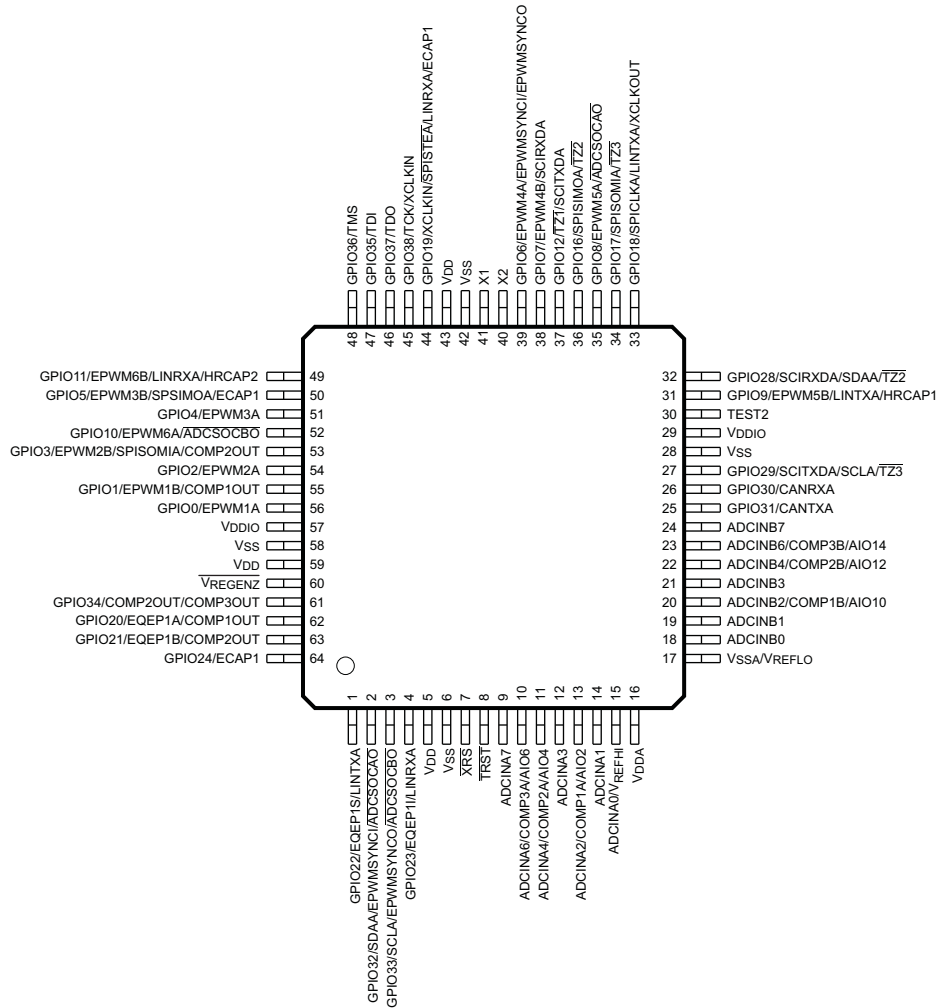 GPIO36/TMS
GPIO35/TDI
GPIO37/TDO
GPIO38/TCK/XCLKIN
GPIO19/XCLKIN/SPISTEA/LINRXA/ECAP1
VDD
VSS
X1
X2
GPIO6/EPWM4A/EPWMSYNCI/EPWMSYNCO
GPIO7/EPWM4B/SCIRXDA
GPIO12/TZ1/SCITXDA
GPIO16/SPISIMOA/TZ2
GPIO8/EPWM5A/ADCSOCAO
GPIO17/SPISOMIA/TZ3
GPIO18/SPICLKA/LINTXA/XCLKOUT
48 47 46 45 44 43 42 41 40 39 38 37 36 35 34 33
GPIO11/EPWM6B/LINRXA/HRCAP2 49
GPIO5/EPWM3B/SPSIMOA/ECAP1 50
GPIO4/EPWM3A 51
GPIO10/EPWM6A/ADCSOCBO 52
GPIO3/EPWM2B/SPISOMIA/COMP2OUT 53
GPIO2/EPWM2A 54
GPIO1/EPWM1B/COMP1OUT 55
GPIO0/EPWM1A 56
VDDIO 57
VSS 58
VDD 59
VREGENZ 60
GPIO34/COMP2OUT/COMP3OUT 61
GPIO20/EQEP1A/COMP1OUT 62
GPIO21/EQEP1B/COMP2OUT 63
GPIO24/ECAP1 64
32 GPIO28/SCIRXDA/SDAA/TZ2
31 GPIO9/EPWM5B/LINTXA/HRCAP1
30 TEST2
29 VDDIO
28 VSS
27 GPIO29/SCITXDA/SCLA/TZ3
26 GPIO30/CANRXA
25 GPIO31/CANTXA
24 ADCINB7
23 ADCINB6/COMP3B/AIO14
22 ADCINB4/COMP2B/AIO12
21 ADCINB3
20 ADCINB2/COMP1B/AIO10
19 ADCINB1
18 ADCINB0
17 VSSA/VREFLO
1 2 3 4 5 6 7 8 9 10 11 12 13 14 15 16
GPIO22/EQEP1S/LINTXA
GPIO32/SDAA/EPWMSYNCI/ADCSOCAO
GPIO33/SCLA/EPWMSYNCO/ADCSOCBO
GPIO23/EQEP1I/LINRXA
VDD
VSS
XRS
TRST
ADCINA7
ADCINA6/COMP3A/AIO6
ADCINA4/COMP2A/AIO4
ADCINA3
ADCINA2/COMP1A/AIO2
ADCINA1
ADCINA0/VREFHI
VDDA